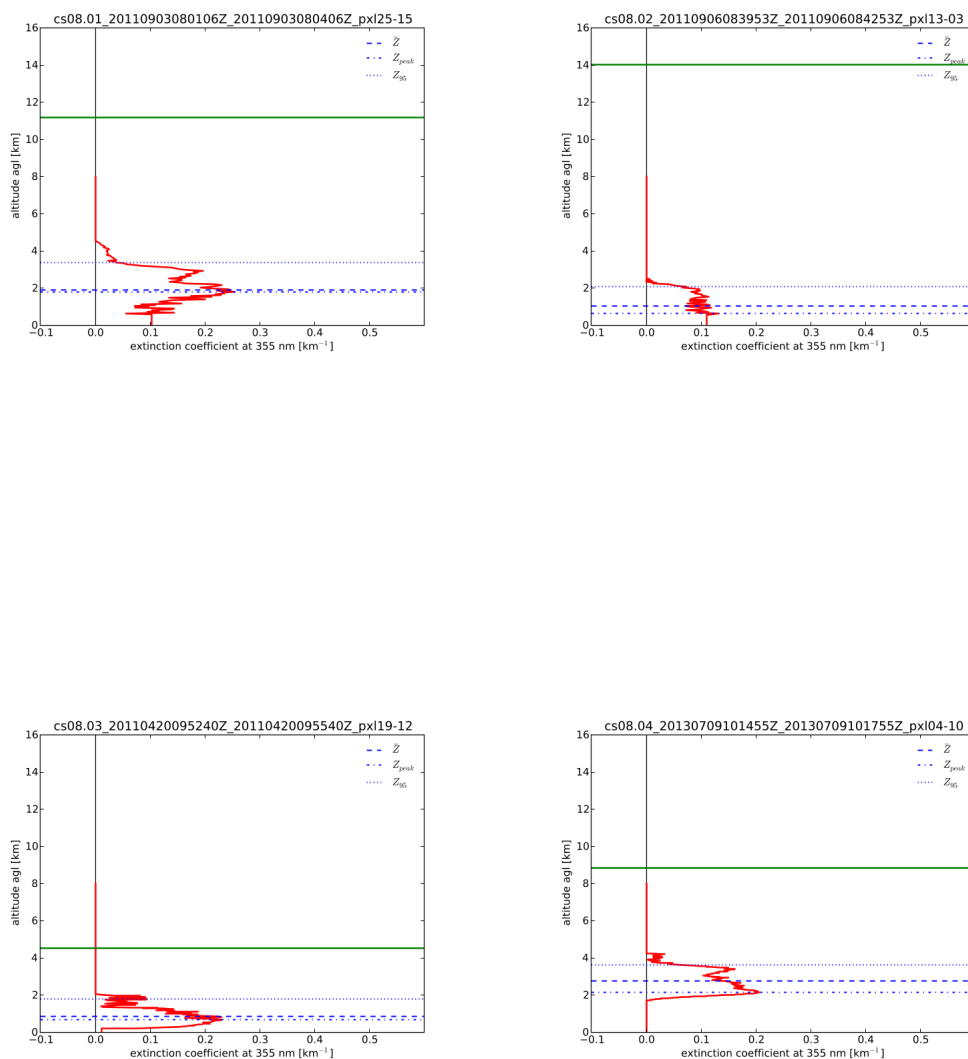 cs08.01_20110903080106Z_20110903080406Z_pxl25-15
16
14
12
10
8
6
4
2
0
altitude agl [km]
Z̄
Z_peak
Z_95
−0.1 0.0 0.1 0.2 0.3 0.4 0.5
extinction coefficient at 355 nm [km⁻¹]
cs08.02_20110906083953Z_20110906084253Z_pxl13-03
16
14
12
10
8
6
4
2
0
altitude agl [km]
Z̄
Z_peak
Z_95
−0.1 0.0 0.1 0.2 0.3 0.4 0.5
extinction coefficient at 355 nm [km⁻¹]
cs08.03_20110420095240Z_20110420095540Z_pxl19-12
16
14
12
10
8
6
4
2
0
altitude agl [km]
Z̄
Z_peak
Z_95
−0.1 0.0 0.1 0.2 0.3 0.4 0.5
extinction coefficient at 355 nm [km⁻¹]
cs08.04_20130709101455Z_20130709101755Z_pxl04-10
16
14
12
10
8
6
4
2
0
altitude agl [km]
Z̄
Z_peak
Z_95
−0.1 0.0 0.1 0.2 0.3 0.4 0.5
extinction coefficient at 355 nm [km⁻¹]